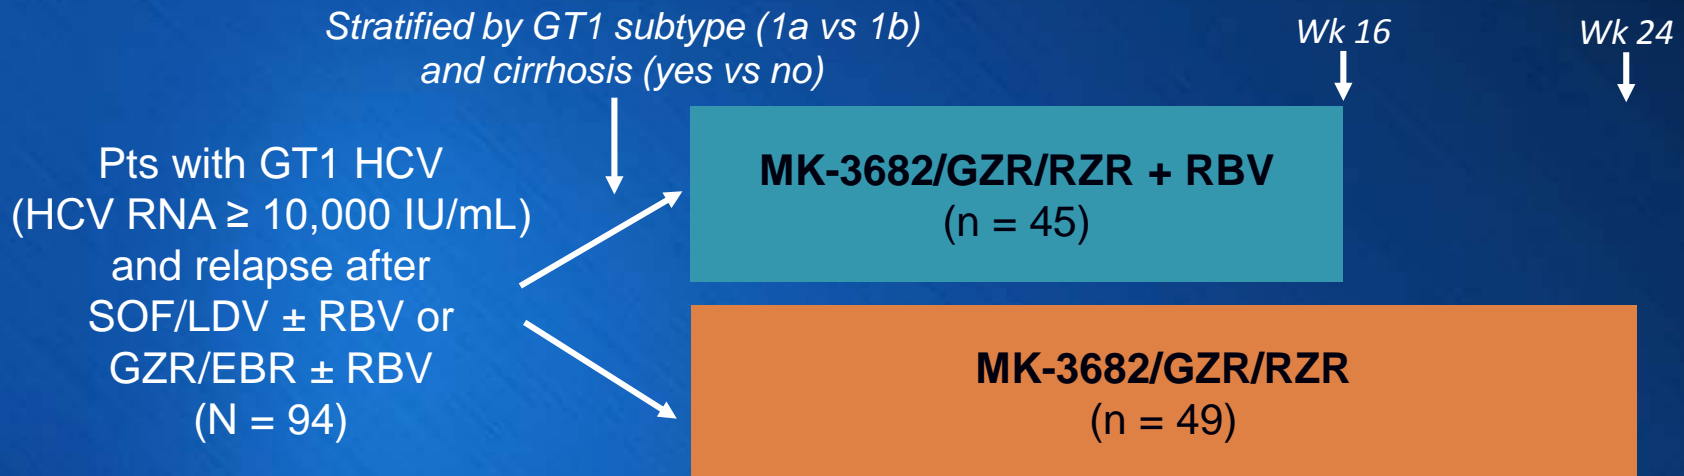 Stratified by GT1 subtype (1a vs 1b)
and cirrhosis (yes vs no)
Wk 16
Wk 24
Pts with GT1 HCV
(HCV RNA ≥ 10,000 IU/mL)
and relapse after
SOF/LDV ± RBV or
GZR/EBR ± RBV
(N = 94)
MK-3682/GZR/RZR + RBV
(n = 45)
MK-3682/GZR/RZR
(n = 49)